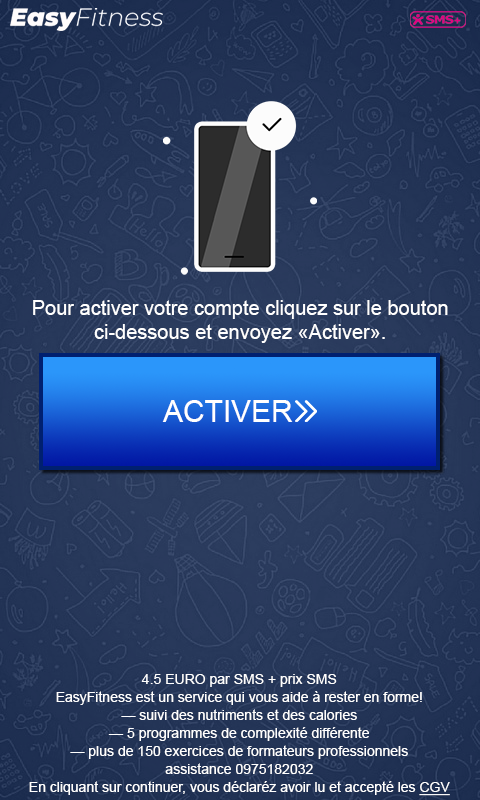 EasyFitness
SMS+
Pour activer votre compte cliquez sur le bouton
ci-dessous et envoyez «Activer».
ACTIVER
4.5 EURO par SMS + prix SMS
EasyFitness est un service qui vous aide à rester en forme!
— suivi des nutriments et des calories
— 5 programmes de complexité différente
— plus de 150 exercices de formateurs professionnels
assistance 0975182032
En cliquant sur continuer, vous déclaréz avoir lu et accepté les CGV